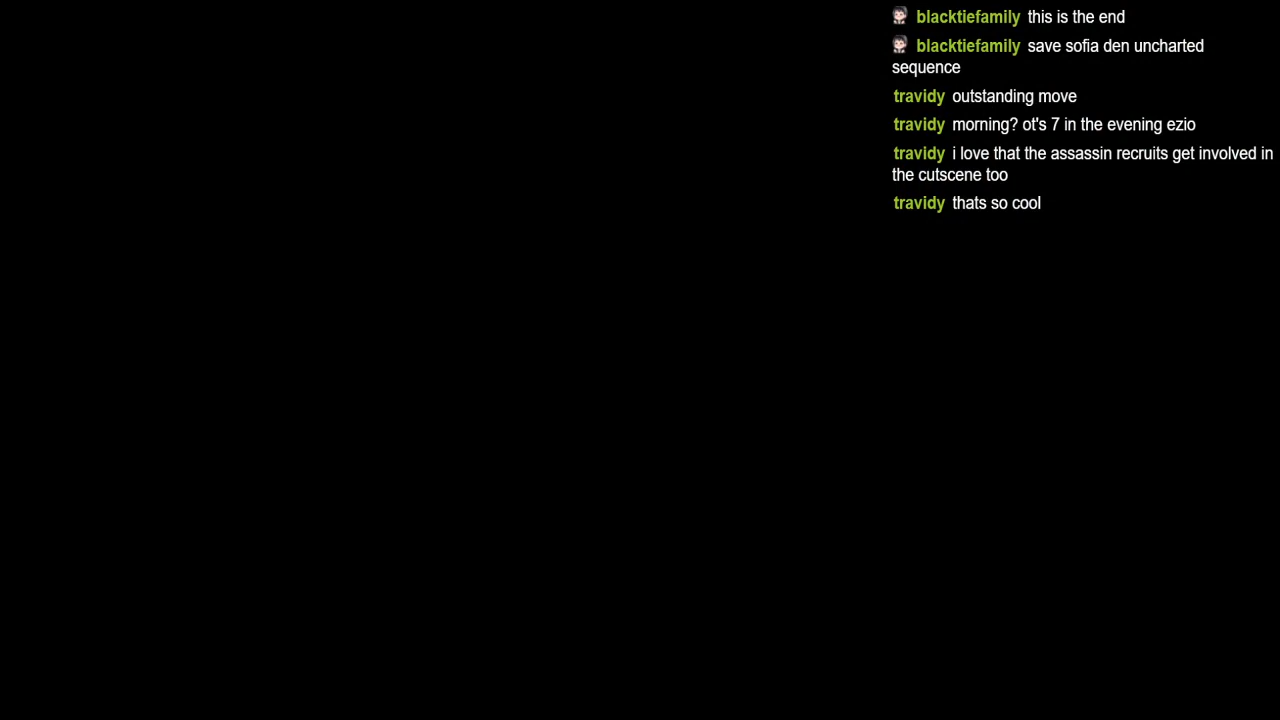 blacktiefamily this is the end
blacktiefamily save sofia den uncharted
sequence
travidy outstanding move
travidy morning? ot's 7 in the evening ezio
travidy i love that the assassin recruits get involved in
the cutscene too
travidy thats so cool